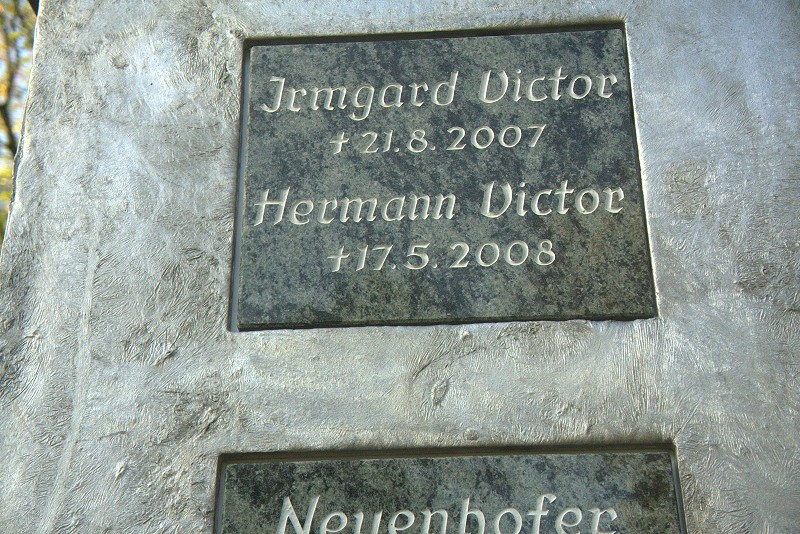 Irmgard Victor
†21.8.2007
Hermann Victor
†17.5.2008
Neuenhofer